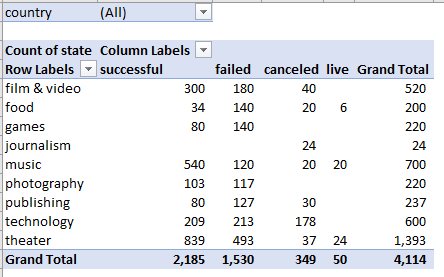 country (All)
Count of state Column Labels
Row Labels successful failed canceled live Grand Total
film & video 300 180 40 520
food 34 140 20 6 200
games 80 140 220
journalism 24 24
music 540 120 20 20 700
photography 103 117 220
publishing 80 127 30 237
technology 209 213 178 600
theater 839 493 37 24 1,393
Grand Total 2,185 1,530 349 50 4,114